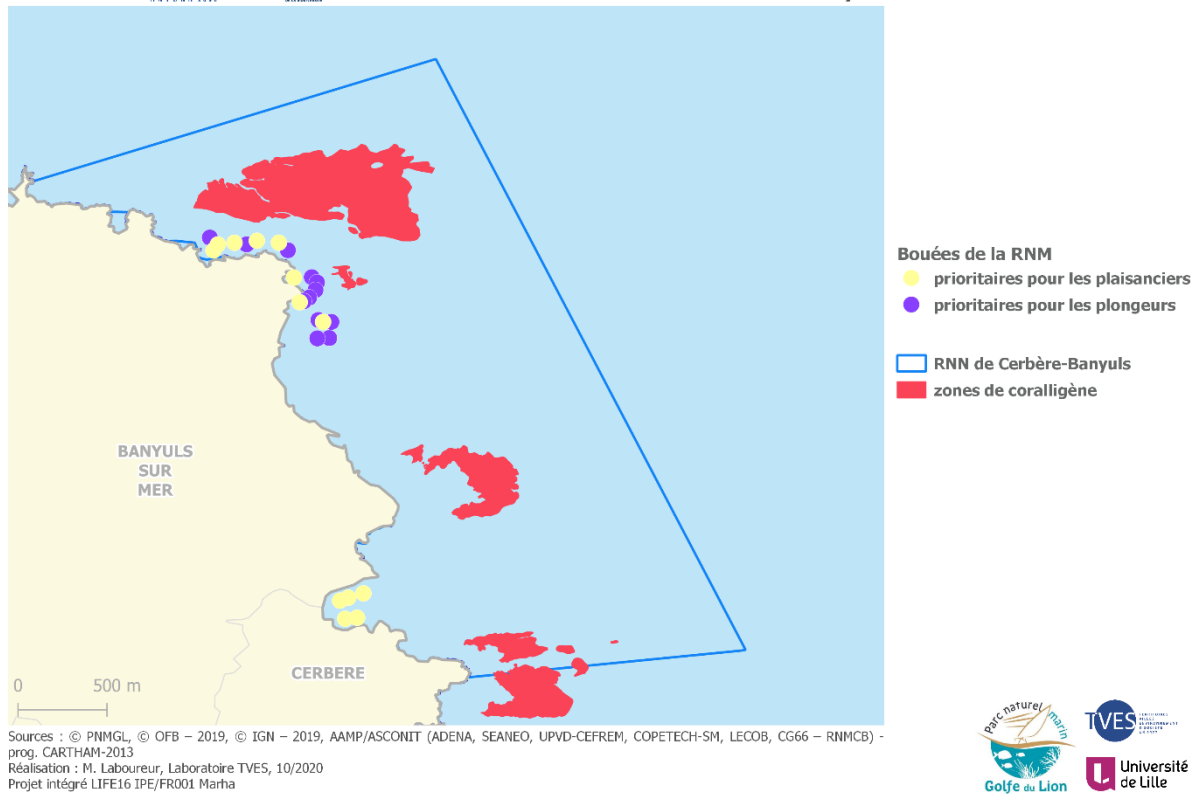 Bouées de la RNM
prioritaires pour les plaisanciers
prioritaires pour les plongeurs
RNN de Cerbère-Banyuls
zones de coralligène
BANYULS
SUR
MER
CERBERE
0 500 m
Sources : © PNMGL, © OFB – 2019, © IGN – 2019, AAMP/ASCONIT (ADENA, SEANEO, UPVD-CEFREM, COPETECH-SM, LECOB, CG66 – RNMCB) -
prog. CARTHAM-2013
Réalisation : M. Laboureur, Laboratoire TVES, 10/2020
Projet intégré LIFE16 IPE/FR001 Marha
Parc naturel marin
Golfe du Lion
TVES
Université
de Lille